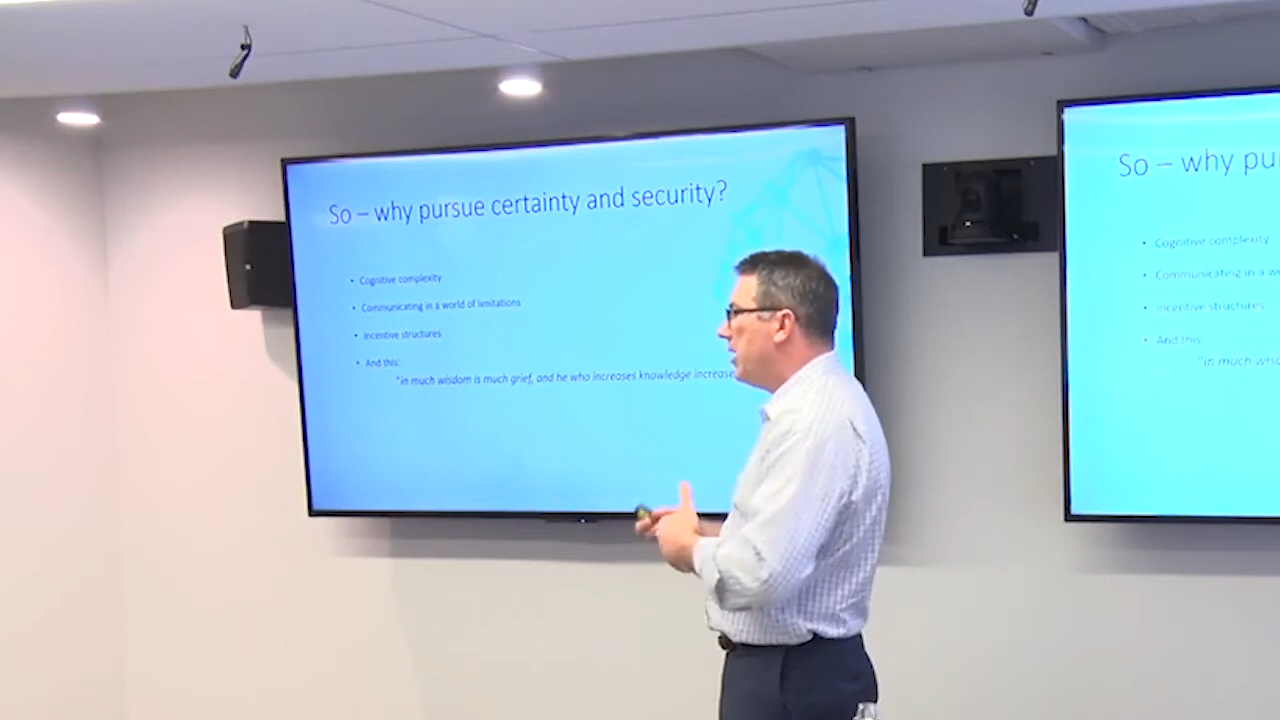 So – why pursue certainty and security?
• Cognitive complexity
• Communicating in a world of limitations
• Incentive structures
• And this:
"in much wisdom is much grief, and he who increases knowledge increase
So – why pu
• Cognitive complexity
• Communicating in a w
• Incentive structures
• And this:
"in much wis